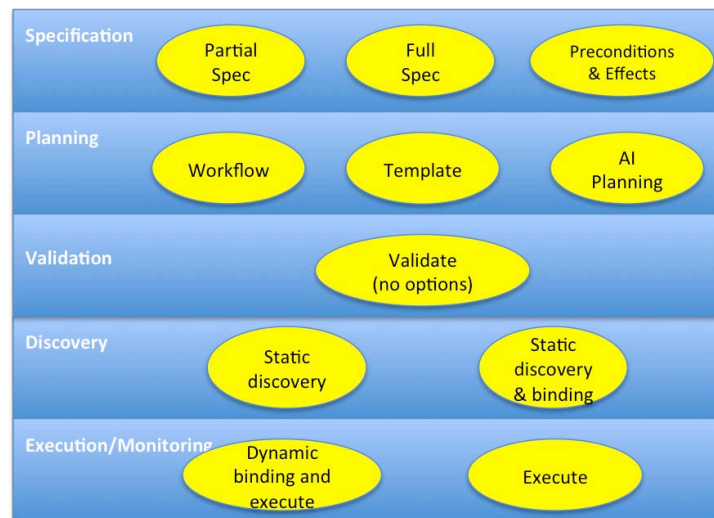 Specification
Partial
Spec
Full
Spec
Preconditions
& Effects
Planning
Workflow
Template
AI
Planning
Validation
Validate
(no options)
Discovery
Static
discovery
Static
discovery
& binding
Execution/Monitoring
Dynamic
binding and
execute
Execute